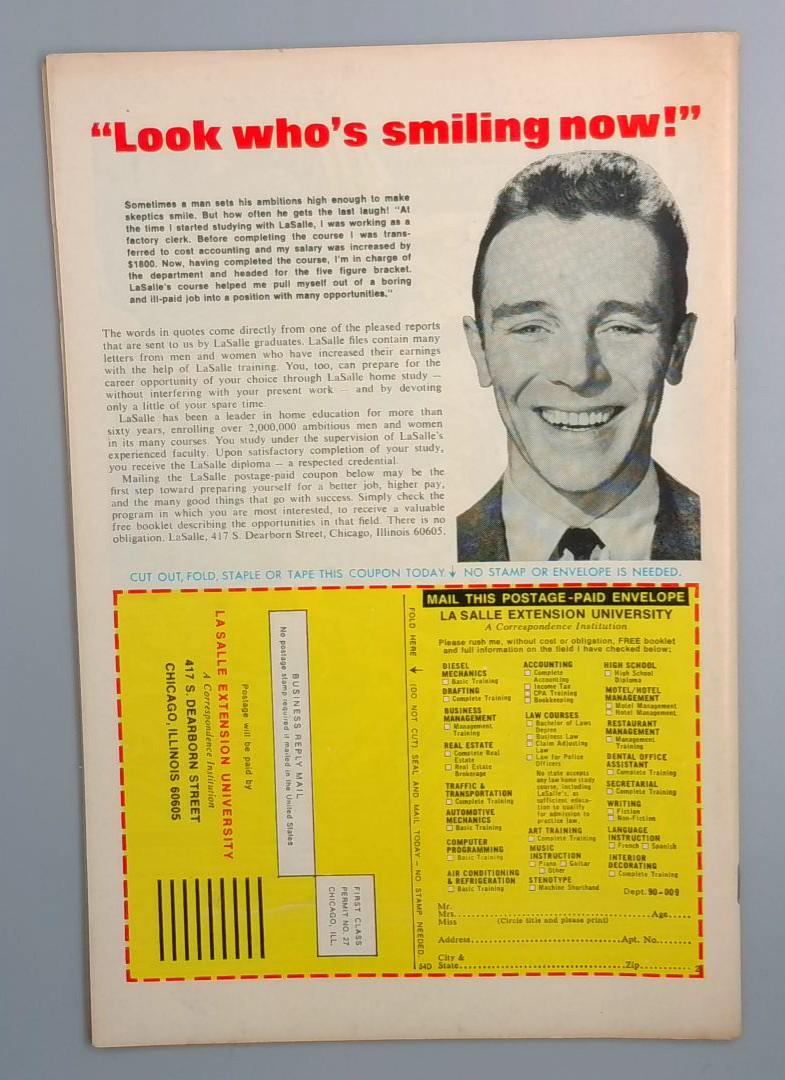 “Look who’s smiling now!”
Sometimes a man sets his ambitions high enough to make
skeptics smile. But how often he gets the last laugh! "At
the time I started studying with LaSalle, I was working as a
factory clerk. Before completing the course I was trans-
ferred to cost accounting and my salary was increased by
$1800. Now, having completed the course, I'm in charge of
the department and headed for the five figure bracket.
LaSalle's course helped me pull myself out of a boring
and ill-paid job into a position with many opportunities."
The words in quotes come directly from one of the pleased reports
that are sent to us by LaSalle graduates. LaSalle files contain many
letters from men and women who have increased their earnings
with the help of LaSalle training. You, too, can prepare for the
career opportunity of your choice through LaSalle home study —
without interfering with your present work — and by devoting
only a little of your spare time.
LaSalle has been a leader in home education for more than
sixty years, enrolling over 2,000,000 ambitious men and women
in its many courses. You study under the supervision of LaSalle's
experienced faculty. Upon satisfactory completion of your study,
you receive the LaSalle diploma — a respected credential.
Mailing the LaSalle postage-paid coupon below may be the
first step toward preparing yourself for a better job, higher pay,
and the many good things that go with success. Simply check the
program in which you are most interested, to receive a valuable
free booklet describing the opportunities in that field. There is no
obligation. LaSalle, 417 S. Dearborn Street, Chicago, Illinois 60605.
CUT OUT, FOLD, STAPLE OR TAPE THIS COUPON TODAY. ↓ NO STAMP OR ENVELOPE IS NEEDED.
BUSINESS REPLY MAIL
No postage stamp required if mailed in the United States
FIRST CLASS
PERMIT NO. 27
CHICAGO, ILL.
Postage will be paid by
LA SALLE EXTENSION UNIVERSITY
A Correspondence Institution
417 S. DEARBORN STREET
CHICAGO, ILLINOIS 60605
FOLD HERE → (DO NOT CUT) SEAL AND MAIL TODAY — NO STAMP NEEDED.
MAIL THIS POSTAGE-PAID ENVELOPE
LA SALLE EXTENSION UNIVERSITY
A Correspondence Institution
Please rush me, without cost or obligation, FREE booklet
and full information on the field I have checked below:
DIESEL
MECHANICS
☐ Basic Training
DRAFTING
☐ Complete Training
BUSINESS
MANAGEMENT
☐ Management
Training
REAL ESTATE
☐ Complete Real
Estate
☐ Real Estate
Brokerage
TRAFFIC &
TRANSPORTATION
☐ Complete Training
AUTOMOTIVE
MECHANICS
☐ Basic Training
COMPUTER
PROGRAMMING
☐ Basic Training
AIR CONDITIONING
& REFRIGERATION
☐ Basic Training
ACCOUNTING
☐ Complete
Accounting
☐ Income Tax
☐ CPA Training
☐ Bookkeeping
LAW COURSES
☐ Bachelor of Laws
Degree
☐ Business Law
☐ Claim Adjusting
Law
☐ Law for Police
Officers
No state accepts
any law home study
course, including
LaSalle's, as
sufficient educa-
tion to qualify
for admission to
practice law.
ART TRAINING
☐ Complete Training
MUSIC
INSTRUCTION
☐ Piano ☐ Guitar
☐ Other
STENOTYPE
☐ Machine Shorthand
HIGH SCHOOL
☐ High School
Diploma
MOTEL/HOTEL
MANAGEMENT
☐ Motel Management
☐ Hotel Management
RESTAURANT
MANAGEMENT
☐ Management
Training
DENTAL OFFICE
ASSISTANT
☐ Complete Training
SECRETARIAL
☐ Complete Training
WRITING
☐ Fiction
☐ Non-Fiction
LANGUAGE
INSTRUCTION
☐ French ☐ Spanish
INTERIOR
DECORATING
☐ Complete Training
Dept. 90-009
Mr.
Mrs. Age
Miss (Circle title and please print)
Address Apt. No.
City &
State Zip
54D
2